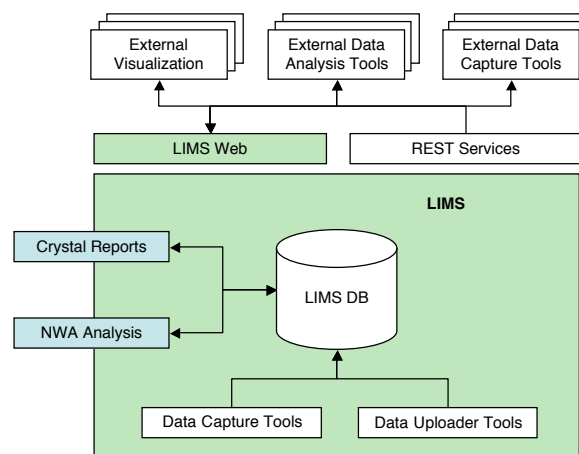 External
Visualization
External Data
Analysis Tools
External Data
Capture Tools
LIMS Web
REST Services
LIMS
Crystal Reports
LIMS DB
NWA Analysis
Data Capture Tools
Data Uploader Tools